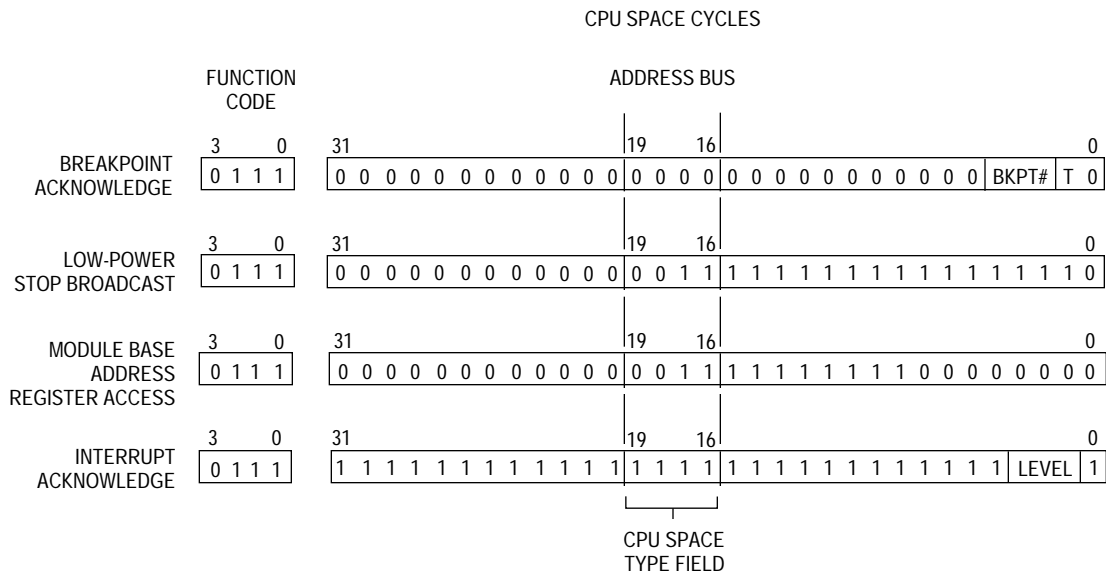 CPU SPACE CYCLES
FUNCTION
CODE
ADDRESS BUS
BREAKPOINT
ACKNOWLEDGE
3 0
0 1 1 1
31 19 16 0
0 0 0 0 0 0 0 0 0 0 0 0 0 0 0 0 0 0 0 0 0 0 0 0 0 0 0 BKPT# T 0
LOW-POWER
STOP BROADCAST
3 0
0 1 1 1
31 19 16 0
0 0 0 0 0 0 0 0 0 0 0 0 0 0 1 1 1 1 1 1 1 1 1 1 1 1 1 1 1 1 1 0
MODULE BASE
ADDRESS
REGISTER ACCESS
3 0
0 1 1 1
31 19 16 0
0 0 0 0 0 0 0 0 0 0 0 0 0 0 1 1 1 1 1 1 1 1 1 1 0 0 0 0 0 0 0 0
INTERRUPT
ACKNOWLEDGE
3 0
0 1 1 1
31 19 16 0
1 1 1 1 1 1 1 1 1 1 1 1 1 1 1 1 1 1 1 1 1 1 1 1 1 1 1 1 LEVEL 1
CPU SPACE
TYPE FIELD